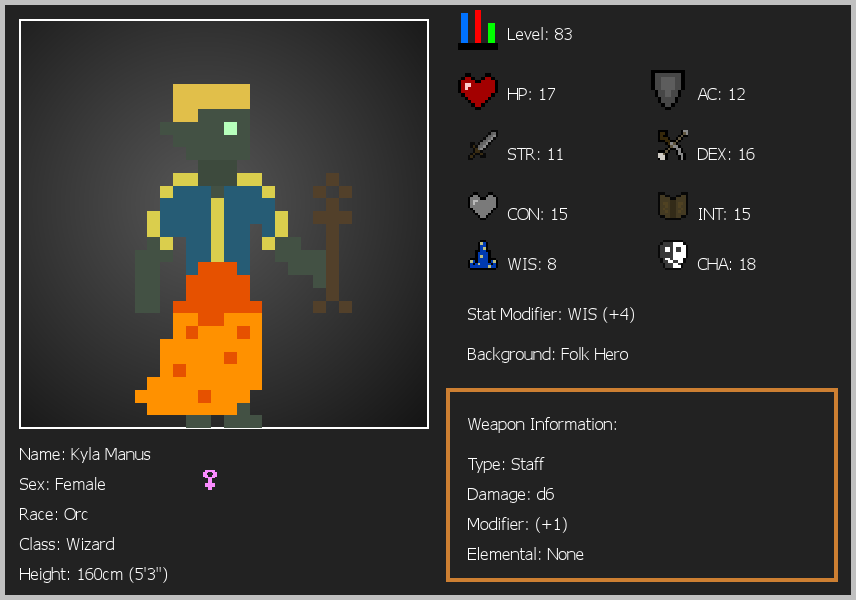 Level: 83
HP: 17
AC: 12
STR: 11
DEX: 16
CON: 15
INT: 15
WIS: 8
CHA: 18
Stat Modifier: WIS (+4)
Background: Folk Hero
Weapon Information:
Type: Staff
Damage: d6
Modifier: (+1)
Elemental: None
Name: Kyla Manus
Sex: Female
Race: Orc
Class: Wizard
Height: 160cm (5'3")